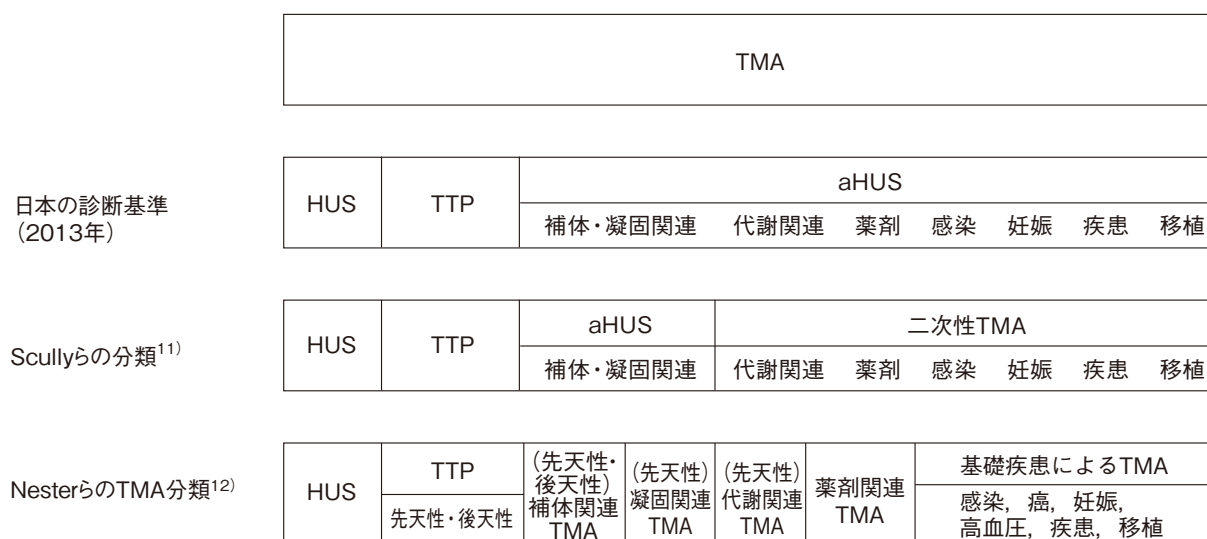 TMA
日本の診断基準
（2013年）
HUS
TTP
aHUS
補体・凝固関連 代謝関連 薬剤 感染 妊娠 疾患 移植
Scullyらの分類11)
HUS
TTP
aHUS
二次性TMA
補体・凝固関連 代謝関連 薬剤 感染 妊娠 疾患 移植
NesterらのTMA分類12)
HUS
TTP
先天性・後天性
（先天性・
後天性）
補体関連
TMA
（先天性）
凝固関連
TMA
（先天性）
代謝関連
TMA
薬剤関連
TMA
基礎疾患によるTMA
感染，癌，妊娠，
高血圧，疾患，移植